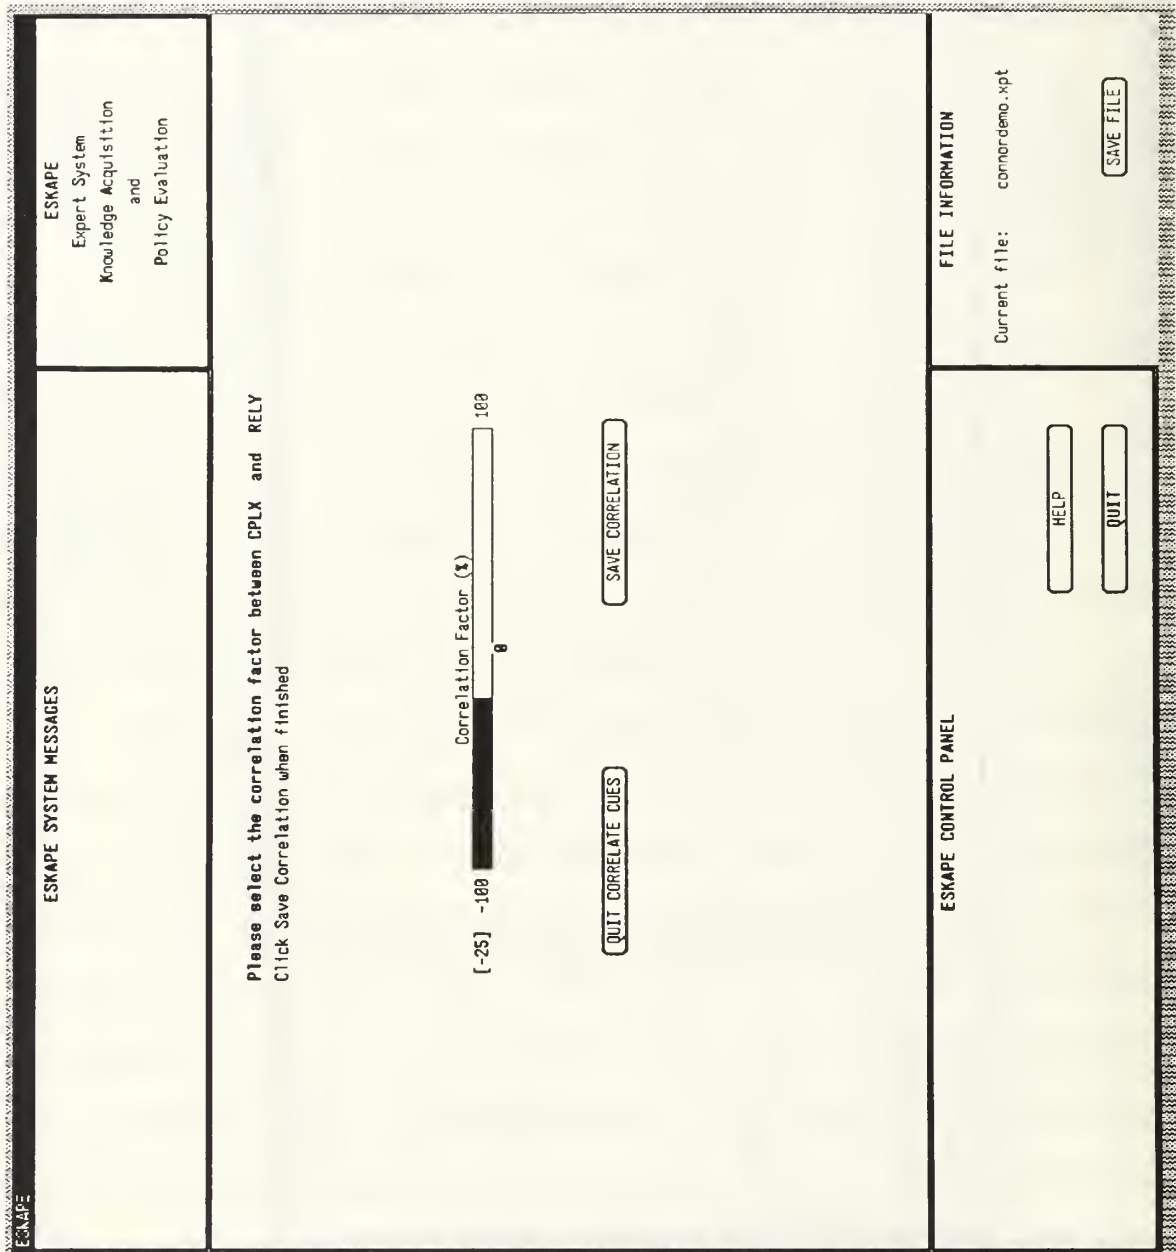 ESKAPE
ESKAPE SYSTEM MESSAGES
ESKAPE
Expert System
Knowledge Acquisition
and
Policy Evaluation
Please select the correlation factor between CPLX and RELY
Click Save Correlation when finished
Correlation Factor (%)
[-25] -100 100
0
QUIT CORRELATE CUES SAVE CORRELATION
ESKAPE CONTROL PANEL
HELP
QUIT
FILE INFORMATION
Current file: connordemo.xpt
SAVE FILE